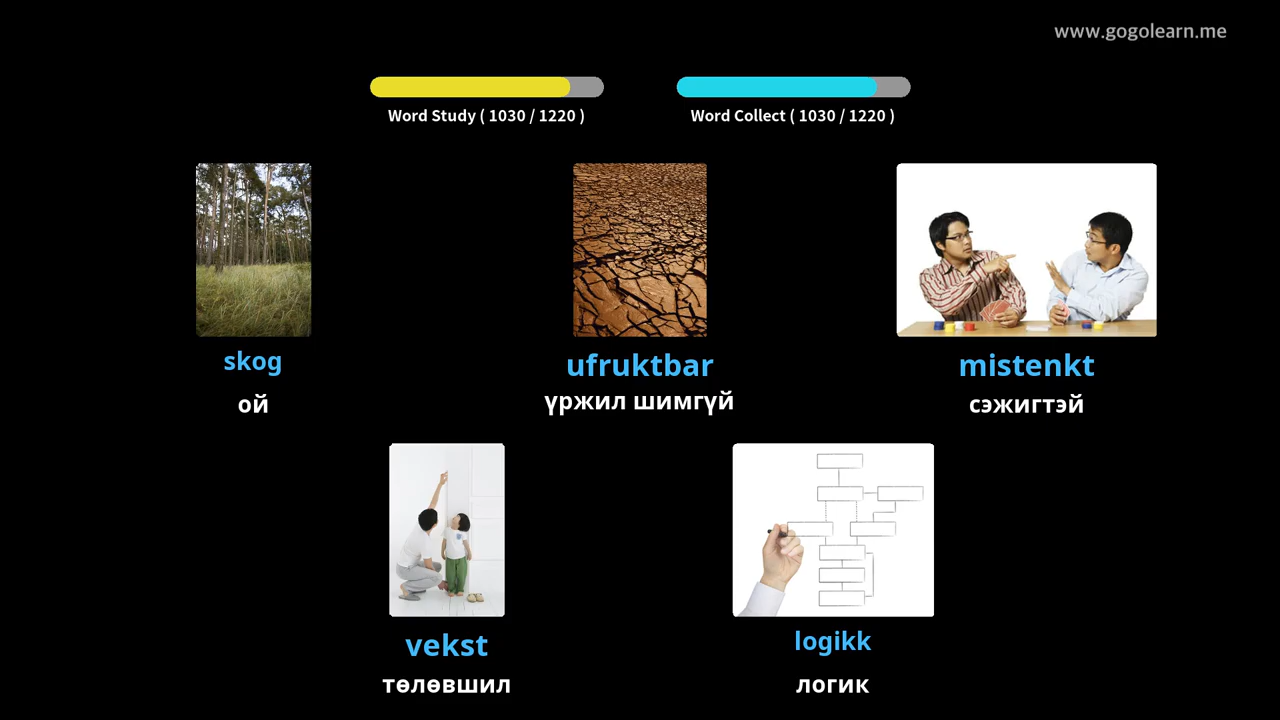 www.gogolearn.me
Word Study ( 1030 / 1220 )
Word Collect ( 1030 / 1220 )
skog
ufruktbar
mistenkt
ой
үржил шимгүй
сэжигтэй
vekst
logikk
төлөвшил
логик